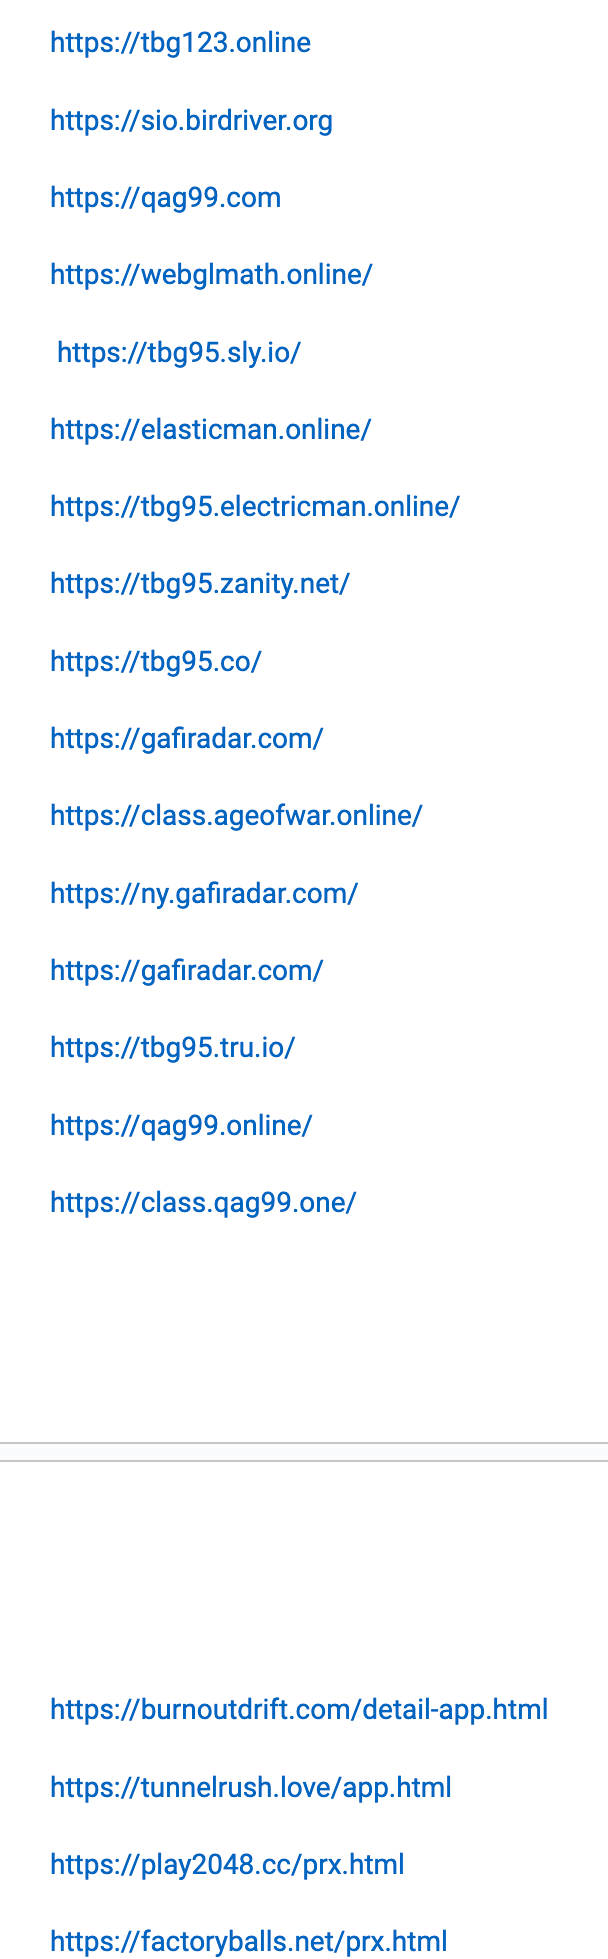 https://tbg123.online
https://sio.birdriver.org
https://qag99.com
https://webglmath.online/
https://tbg95.sly.io/
https://elasticman.online/
https://tbg95.electricman.online/
https://tbg95.zanity.net/
https://tbg95.co/
https://gafiradar.com/
https://class.ageofwar.online/
https://ny.gafiradar.com/
https://gafiradar.com/
https://tbg95.tru.io/
https://qag99.online/
https://class.qag99.one/
https://burnoutdrift.com/detail-app.html
https://tunnelrush.love/app.html
https://play2048.cc/prx.html
https://factoryballs.net/prx.html